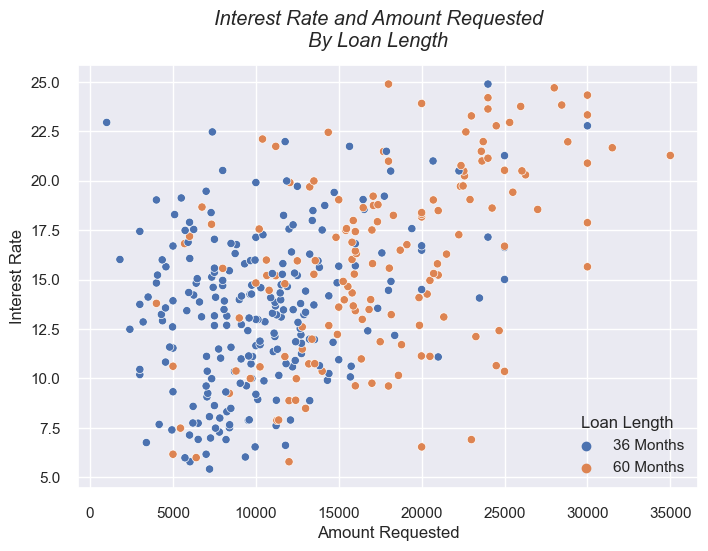 Interest Rate and Amount Requested
By Loan Length
25.0
22.5
20.0
17.5
15.0
12.5
10.0
7.5
5.0
Interest Rate
Loan Length
36 Months
60 Months
0 5000 10000 15000 20000 25000 30000 35000
Amount Requested